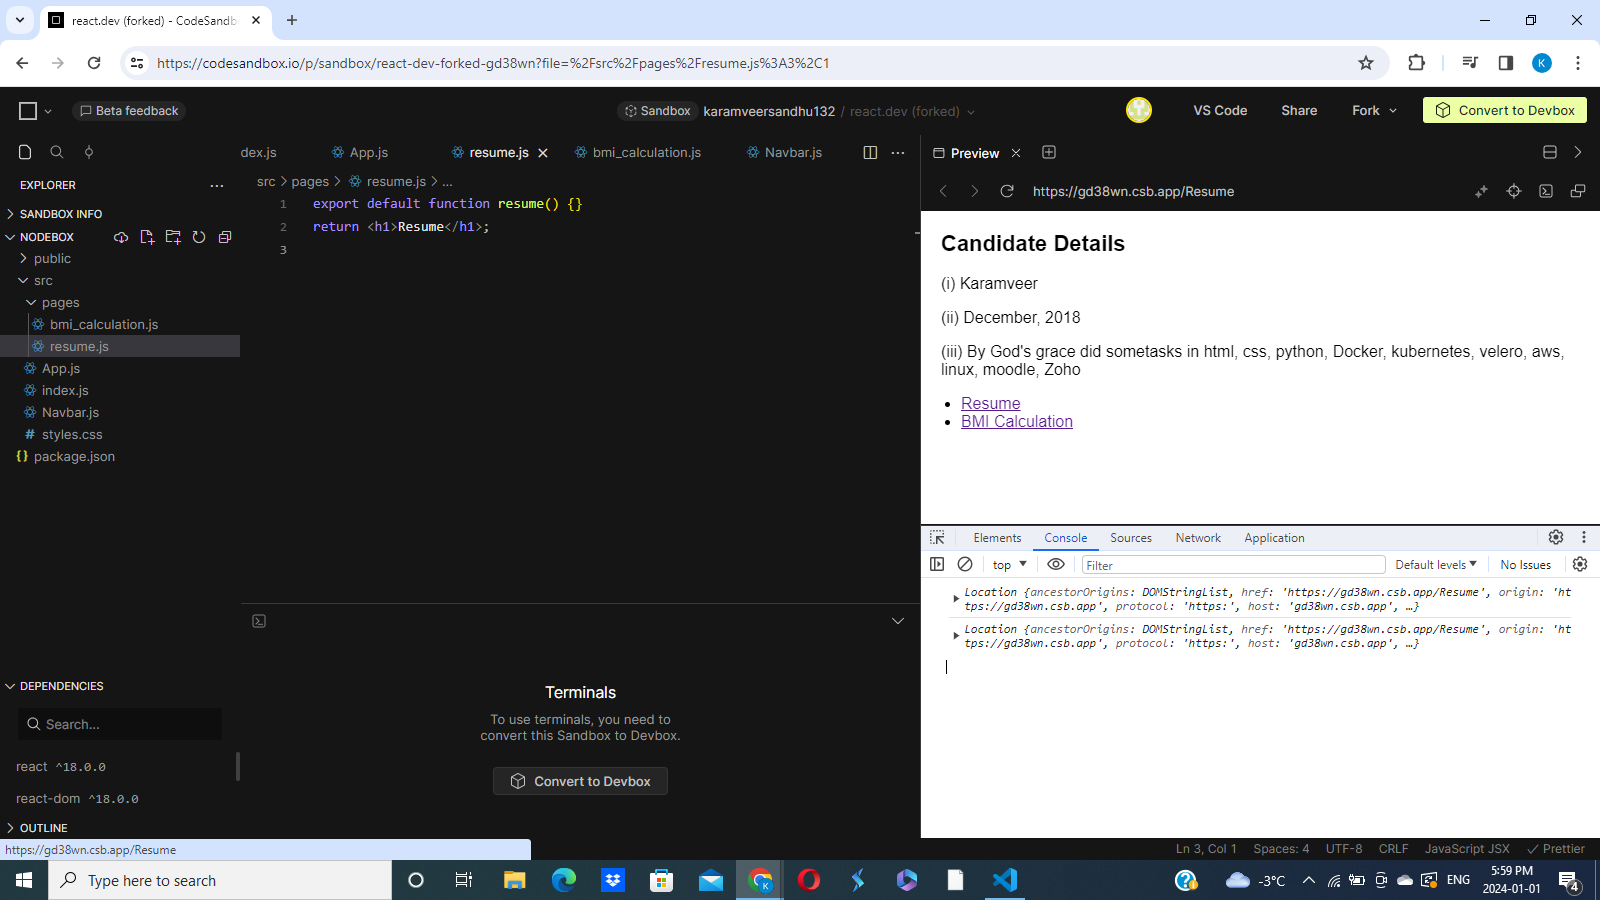 react.dev (forked) - CodeSandb
https://codesandbox.io/p/sandbox/react-dev-forked-gd38wn?file=%2Fsrc%2Fpages%2Fresume.js%3A3%2C1
K
Beta feedback
Sandbox karamveersandhu132 / react.dev (forked)
VS Code Share Fork Convert to Devbox
dex.js App.js resume.js bmi_calculation.js Navbar.js
Preview
EXPLORER
src > pages > resume.js > ...
https://gd38wn.csb.app/Resume
SANDBOX INFO
NODEBOX
public
src
pages
bmi_calculation.js
resume.js
App.js
index.js
Navbar.js
# styles.css
{} package.json
1 export default function resume() {}
2 return <h1>Resume</h1>;
3
Candidate Details
(i) Karamveer
(ii) December, 2018
(iii) By God's grace did sometasks in html, css, python, Docker, kubernetes, velero, aws,
linux, moodle, Zoho
• Resume
• BMI Calculation
Elements Console Sources Network Application
top Filter Default levels No Issues
Location {ancestorOrigins: DOMStringList, href: 'https://gd38wn.csb.app/Resume', origin: 'ht
tps://gd38wn.csb.app', protocol: 'https:', host: 'gd38wn.csb.app', …}
Location {ancestorOrigins: DOMStringList, href: 'https://gd38wn.csb.app/Resume', origin: 'ht
tps://gd38wn.csb.app', protocol: 'https:', host: 'gd38wn.csb.app', …}
Terminals
To use terminals, you need to
convert this Sandbox to Devbox.
Convert to Devbox
DEPENDENCIES
Search...
react ^18.0.0
react-dom ^18.0.0
OUTLINE
https://gd38wn.csb.app/Resume
Ln 3, Col 1 Spaces: 4 UTF-8 CRLF JavaScript JSX Prettier
Type here to search
K
-3°C
ENG
5:59 PM
2024-01-01
4